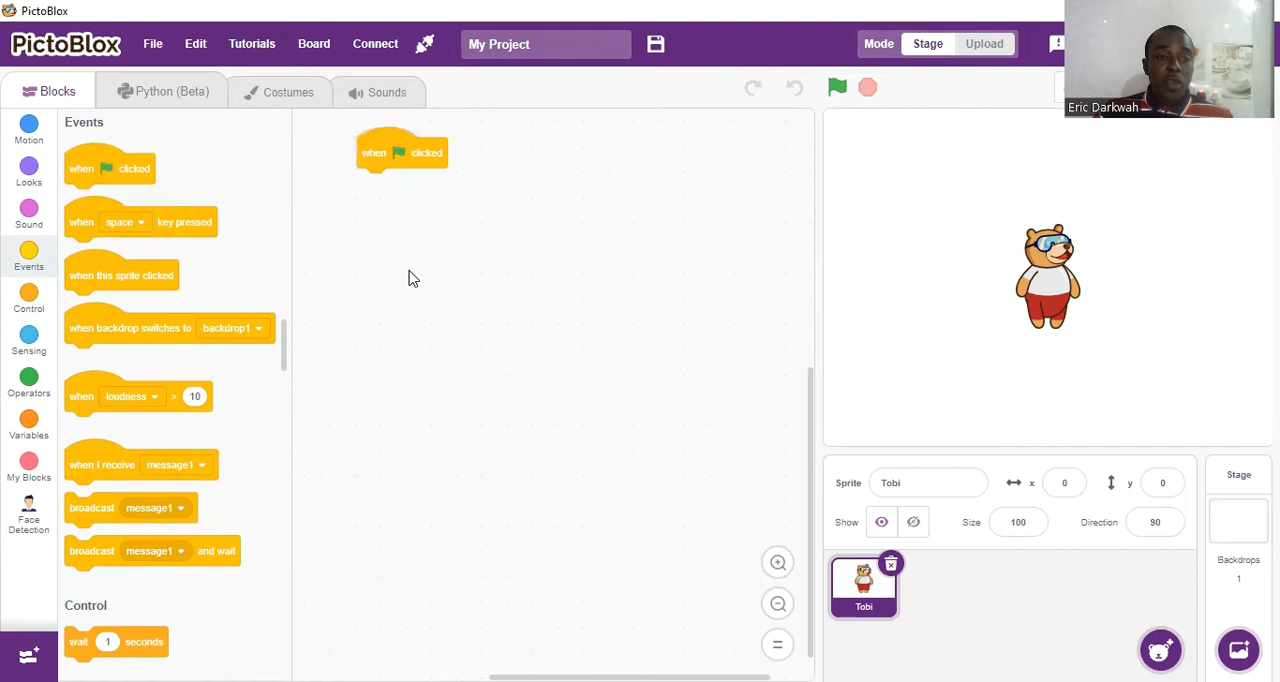 PictoBlox
PictoBlox File Edit Tutorials Board Connect My Project Mode Stage Upload
Eric Darkwah
Blocks Python (Beta) Costumes Sounds
Motion
Looks
Sound
Events
Control
Sensing
Operators
Variables
My Blocks
Face
Detection
Events
when clicked
when space key pressed
when this sprite clicked
when backdrop switches to backdrop1
when loudness > 10
when I receive message1
broadcast message1
broadcast message1 and wait
Control
wait 1 seconds
when clicked
Sprite Tobi x 0 y 0
Show Size 100 Direction 90
Tobi
Stage
Backdrops
1